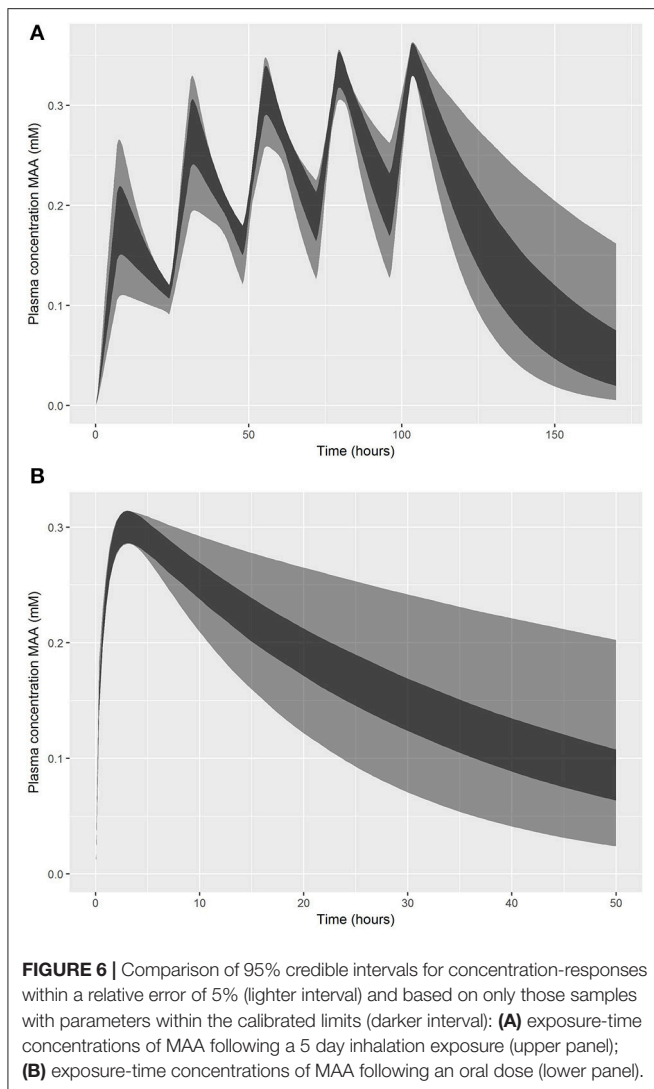 A
Plasma concentration MAA (mM)
0.3
0.2
0.1
0.0
0
50
100
150
Time (hours)
B
Plasma concentration MAA (mM)
0.3
0.2
0.1
0.0
0
10
20
30
40
50
Time (hours)
FIGURE 6 | Comparison of 95% credible intervals for concentration-responses
within a relative error of 5% (lighter interval) and based on only those samples
with parameters within the calibrated limits (darker interval): (A) exposure-time
concentrations of MAA following a 5 day inhalation exposure (upper panel);
(B) exposure-time concentrations of MAA following an oral dose (lower panel).